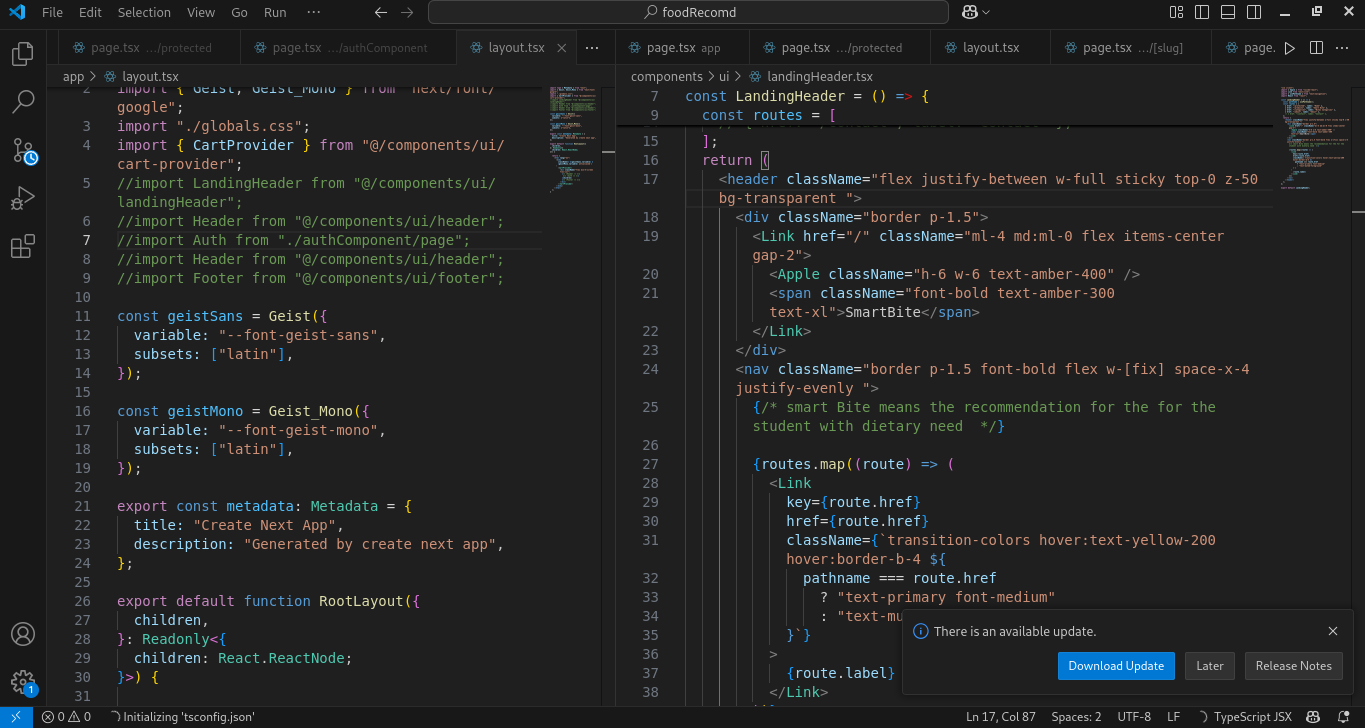 File Edit Selection View Go Run ··· foodRecomd
page.tsx .../protected page.tsx .../authComponent layout.tsx
page.tsx app page.tsx .../protected layout.tsx page.tsx .../[slug] page.
app > layout.tsx
2 import { Geist, Geist_Mono } from "next/font/
google";
3 import "./globals.css";
4 import { CartProvider } from "@/components/ui/
cart-provider";
5 //import LandingHeader from "@/components/ui/
landingHeader";
6 //import Header from "@/components/ui/header";
7 //import Auth from "./authComponent/page";
8 //import Header from "@/components/ui/header";
9 //import Footer from "@/components/ui/footer";
10
11 const geistSans = Geist({
12 variable: "--font-geist-sans",
13 subsets: ["latin"],
14 });
15
16 const geistMono = Geist_Mono({
17 variable: "--font-geist-mono",
18 subsets: ["latin"],
19 });
20
21 export const metadata: Metadata = {
22 title: "Create Next App",
23 description: "Generated by create next app",
24 };
25
26 export default function RootLayout({
27 children,
28 }: Readonly<{
29 children: React.ReactNode;
30 }>) {
31
components > ui > landingHeader.tsx
7 const LandingHeader = () => {
9 const routes = [
15 ];
16 return (
17 <header className="flex justify-between w-full sticky top-0 z-50
bg-transparent ">
18 <div className="border p-1.5">
19 <Link href="/" className="ml-4 md:ml-0 flex items-center
gap-2">
20 <Apple className="h-6 w-6 text-amber-400" />
21 <span className="font-bold text-amber-300
text-xl">SmartBite</span>
22 </Link>
23 </div>
24 <nav className="border p-1.5 font-bold flex w-[fix] space-x-4
justify-evenly ">
25 {/* smart Bite means the recommendation for the for the
student with dietary need */}
26
27 {routes.map((route) => (
28 <Link
29 key={route.href}
30 href={route.href}
31 className={`transition-colors hover:text-yellow-200
hover:border-b-4 ${
32 pathname === route.href
33 ? "text-primary font-medium"
34 : "text-mu
35 }`}
36 >
37 {route.label}
38 </Link>
There is an available update.
Download Update Later Release Notes
1
0 0 Initializing 'tsconfig.json' Ln 17, Col 87 Spaces: 2 UTF-8 LF TypeScript JSX